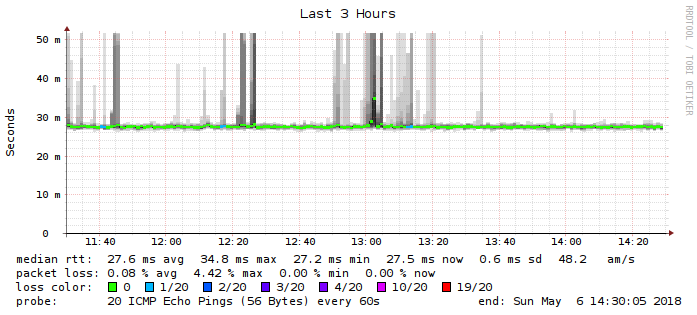 Last 3 Hours
RRDTOOL / TOBI OETIKER
Seconds
50 m
40 m
30 m
20 m
10 m
0
11:40 12:00 12:20 12:40 13:00 13:20 13:40 14:00 14:20
median rtt: 27.6 ms avg 34.8 ms max 27.2 ms min 27.5 ms now 0.6 ms sd 48.2 am/s
packet loss: 0.08 % avg 4.42 % max 0.00 % min 0.00 % now
loss color: 0 1/20 2/20 3/20 4/20 10/20 19/20
probe: 20 ICMP Echo Pings (56 Bytes) every 60s end: Sun May 6 14:30:05 2018